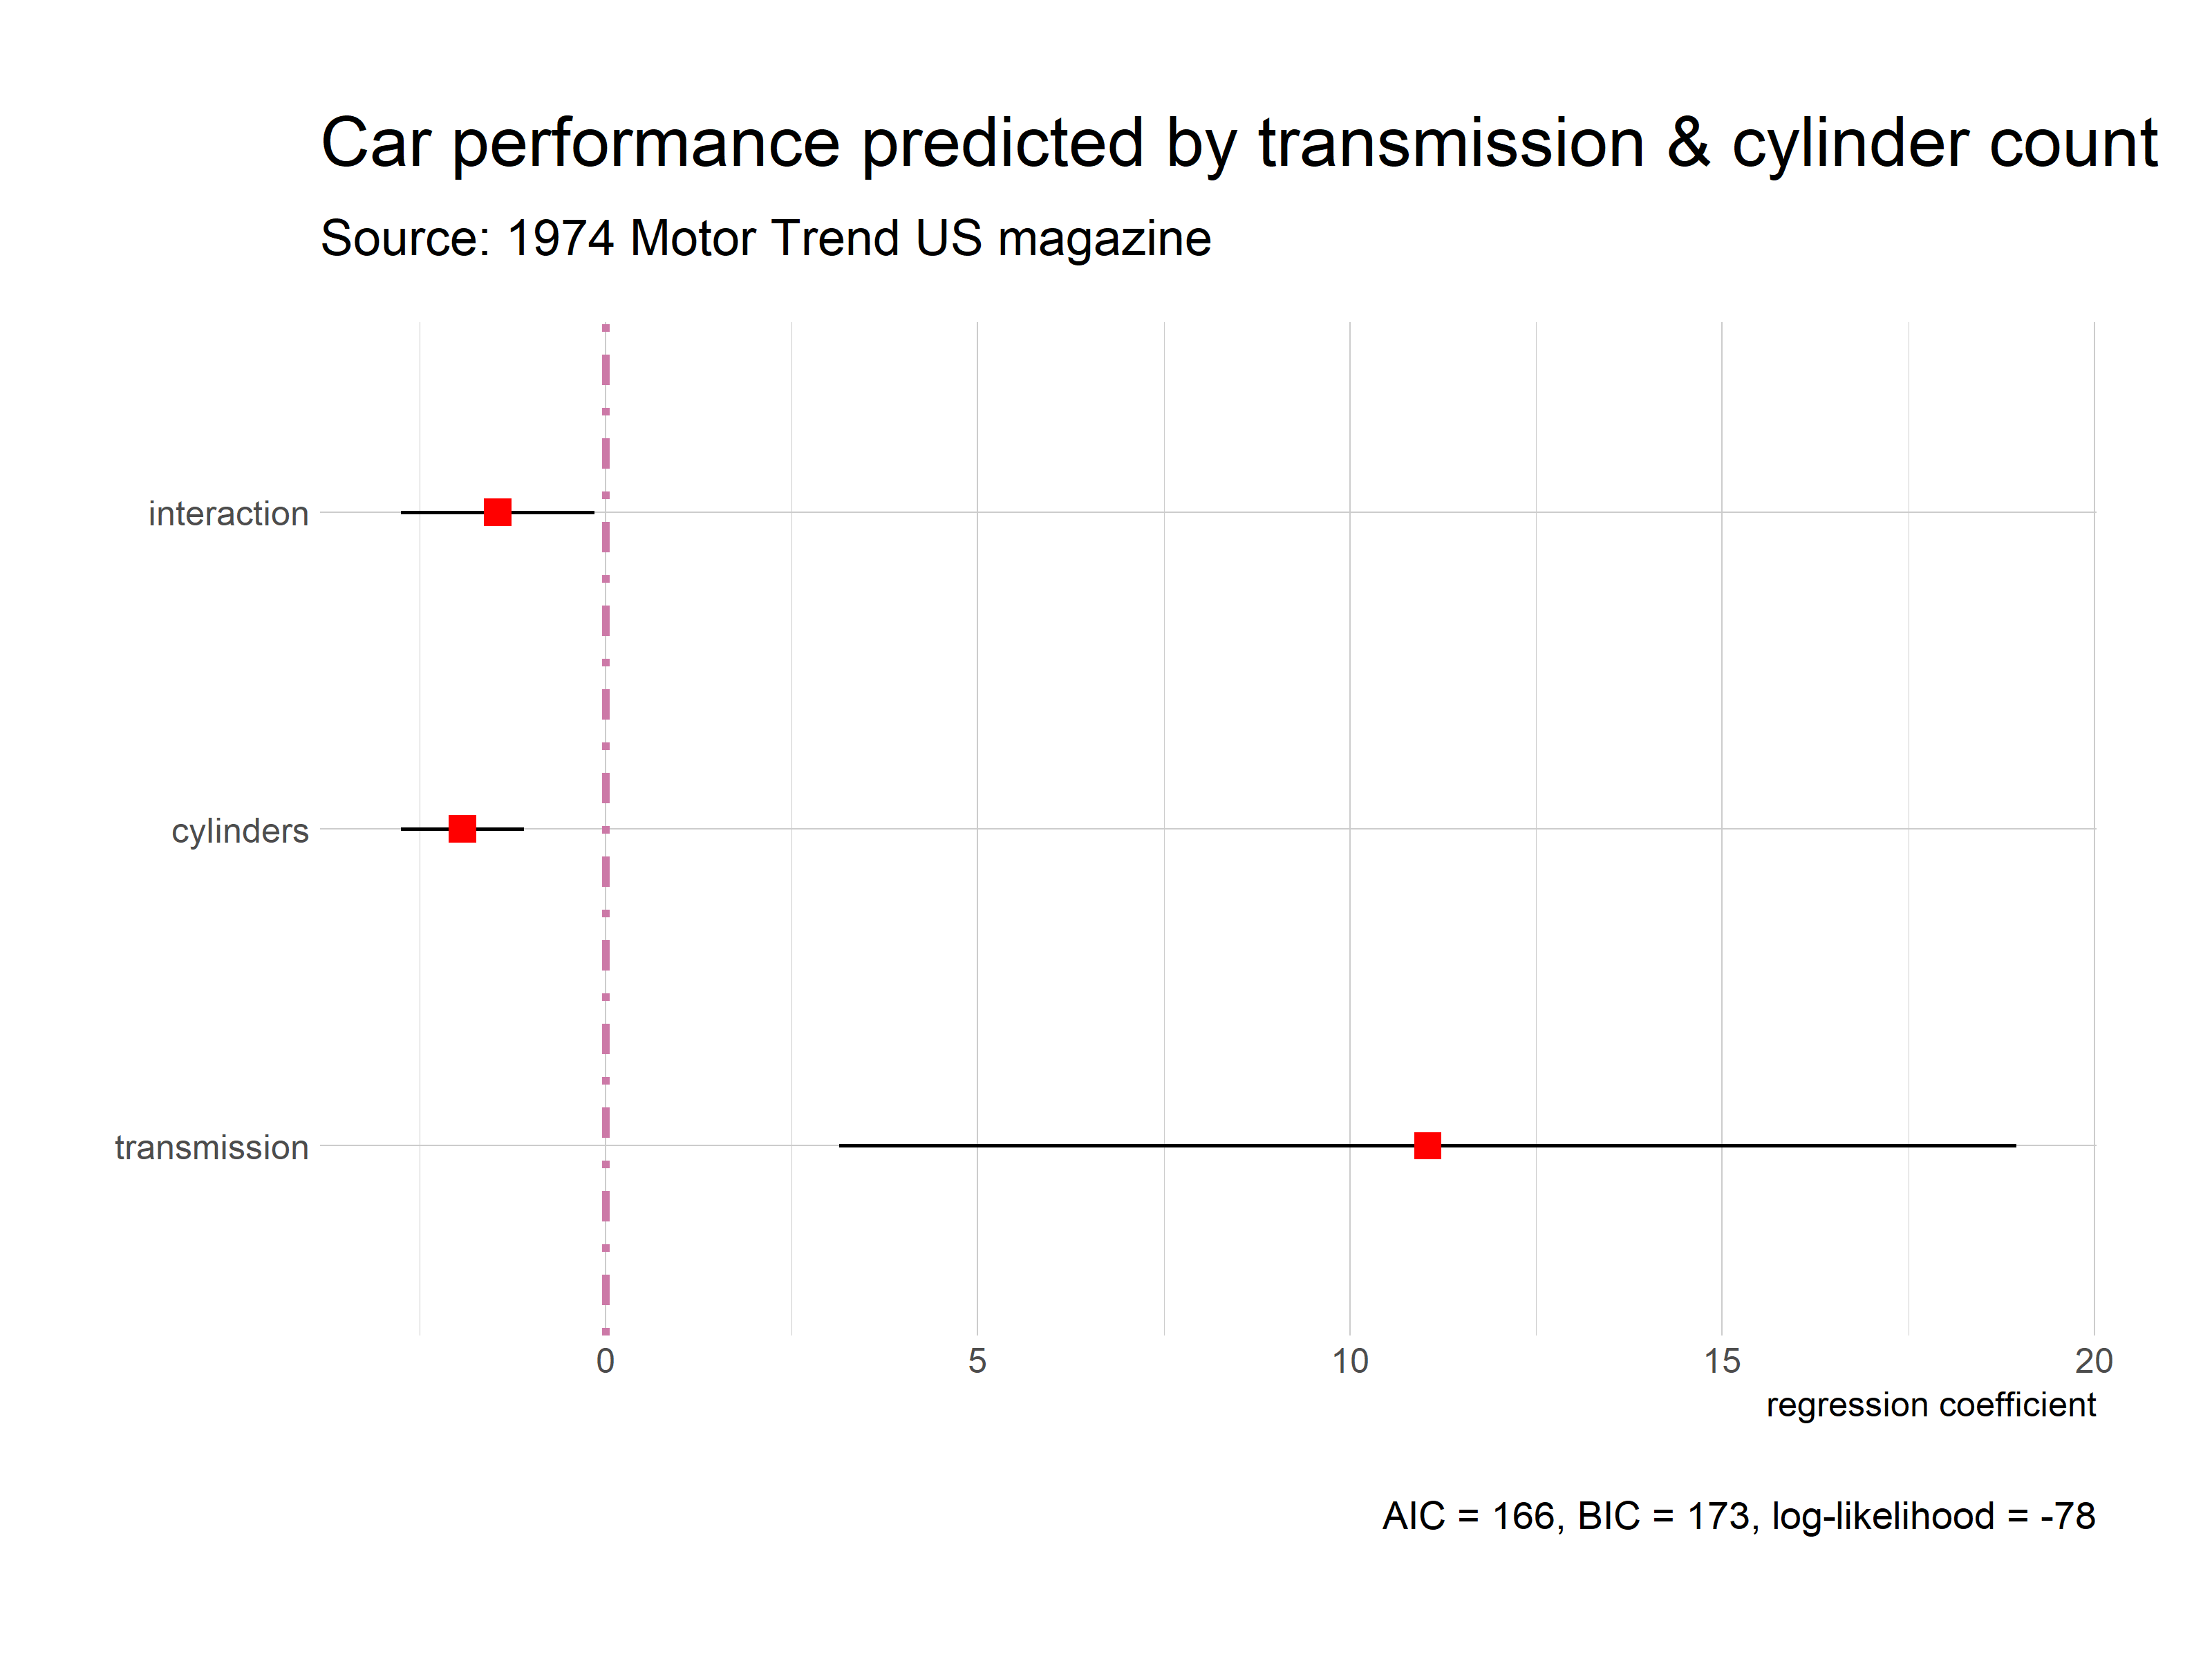 Car performance predicted by transmission & cylinder count
Source: 1974 Motor Trend US magazine
interaction
cylinders
transmission
0 5 10 15 20
regression coefficient
AIC = 166, BIC = 173, log-likelihood = -78